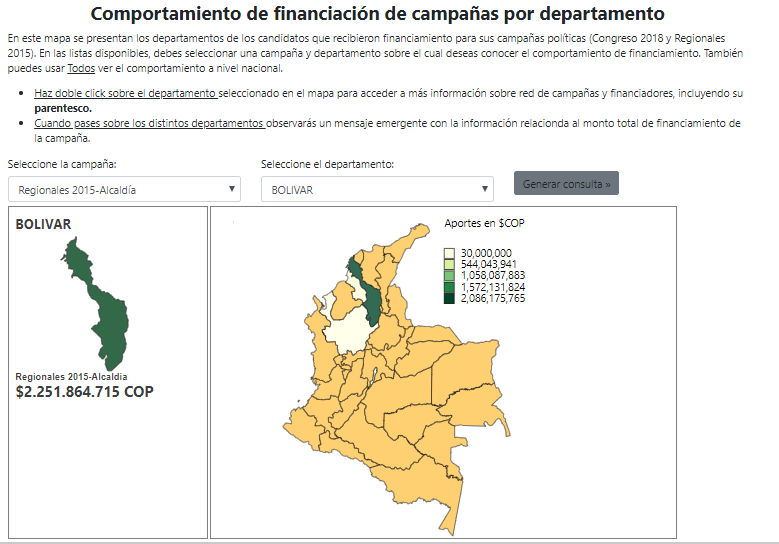 Comportamiento de financiación de campañas por departamento
En este mapa se presentan los departamentos de los candidatos que recibieron financiamiento para sus campañas políticas (Congreso 2018 y Regionales
2015). En las listas disponibles, debes seleccionar una campaña y departamento sobre el cual deseas conocer el comportamiento de financiamiento. También
puedes usar Todos ver el comportamiento a nivel nacional.
• Haz doble click sobre el departamento seleccionado en el mapa para acceder a más información sobre red de campañas y financiadores, incluyendo su
parentesco.
• Cuando pases sobre los distintos departamentos observarás un mensaje emergente con la información relacionda al monto total de financiamiento de
la campaña.
Seleccione la campaña:
Seleccione el departamento:
Regionales 2015-Alcaldía
BOLIVAR
Generar consulta »
BOLIVAR
Regionales 2015-Alcaldia
$2.251.864.715 COP
Aportes en $COP
30,000,000
544,043,941
1,058,087,883
1,572,131,824
2,086,175,765